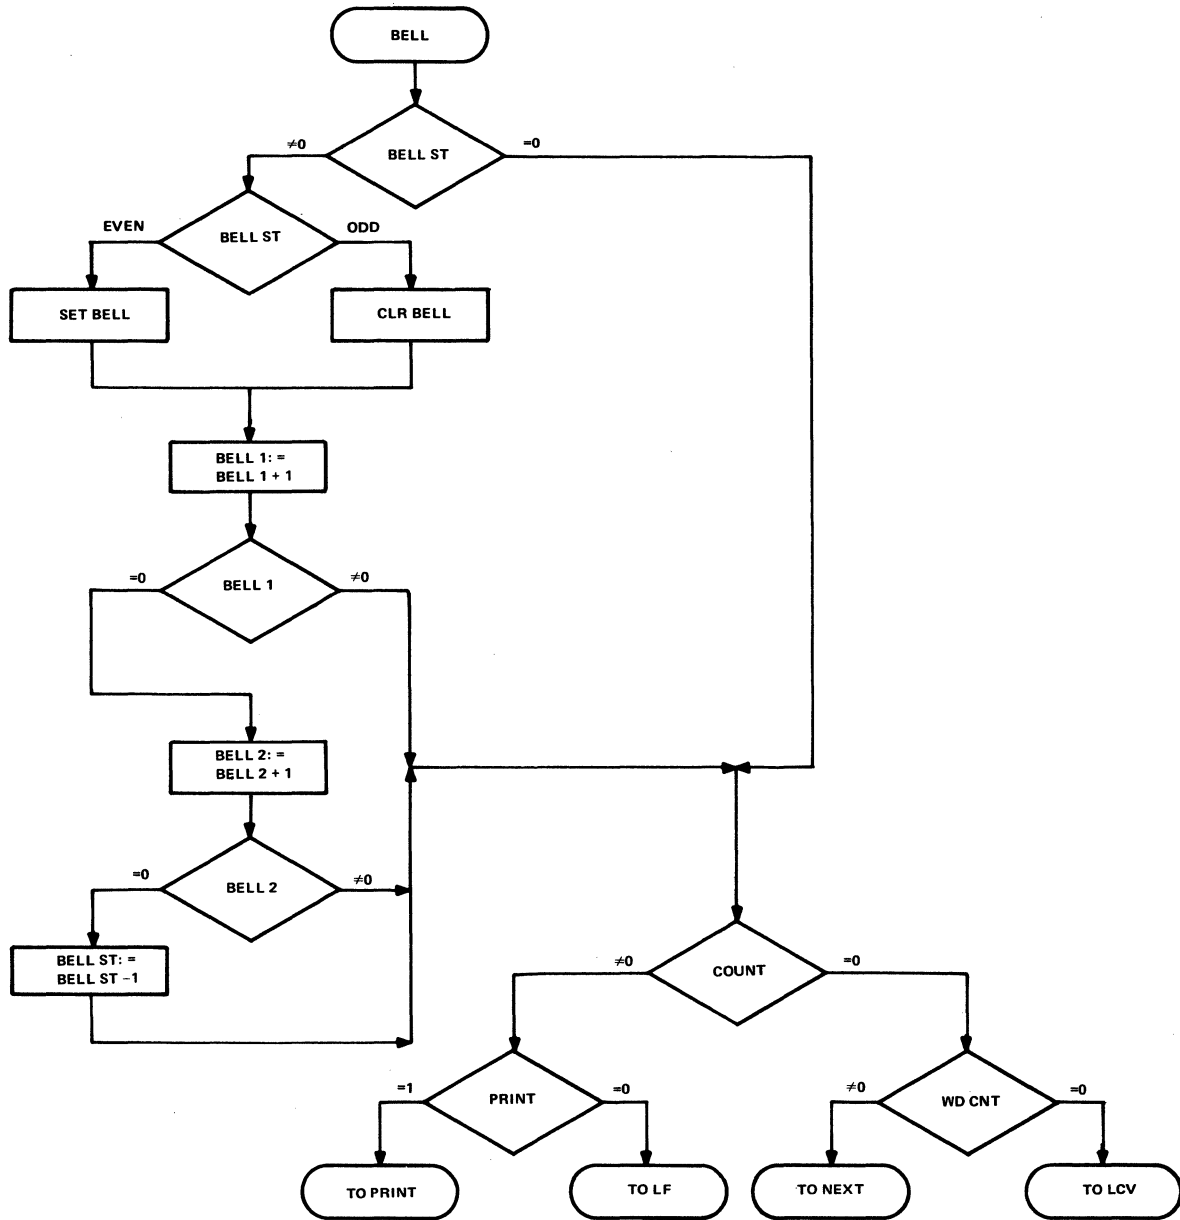 BELL
≠0
BELL ST
=0
EVEN
BELL ST
ODD
SET BELL
CLR BELL
BELL 1: =
BELL 1 + 1
=0
BELL 1
≠0
BELL 2: =
BELL 2 + 1
=0
BELL 2
≠0
BELL ST: =
BELL ST –1
≠0
COUNT
=0
=1
PRINT
=0
≠0
WD CNT
=0
TO PRINT
TO LF
TO NEXT
TO LCV